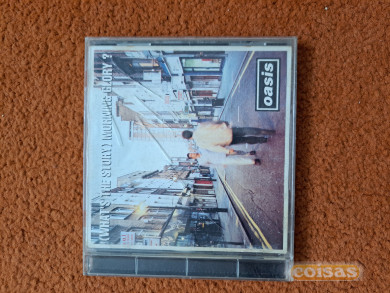 (WHAT'S THE STORY) MORNING GLORY ?
oasis
coisas